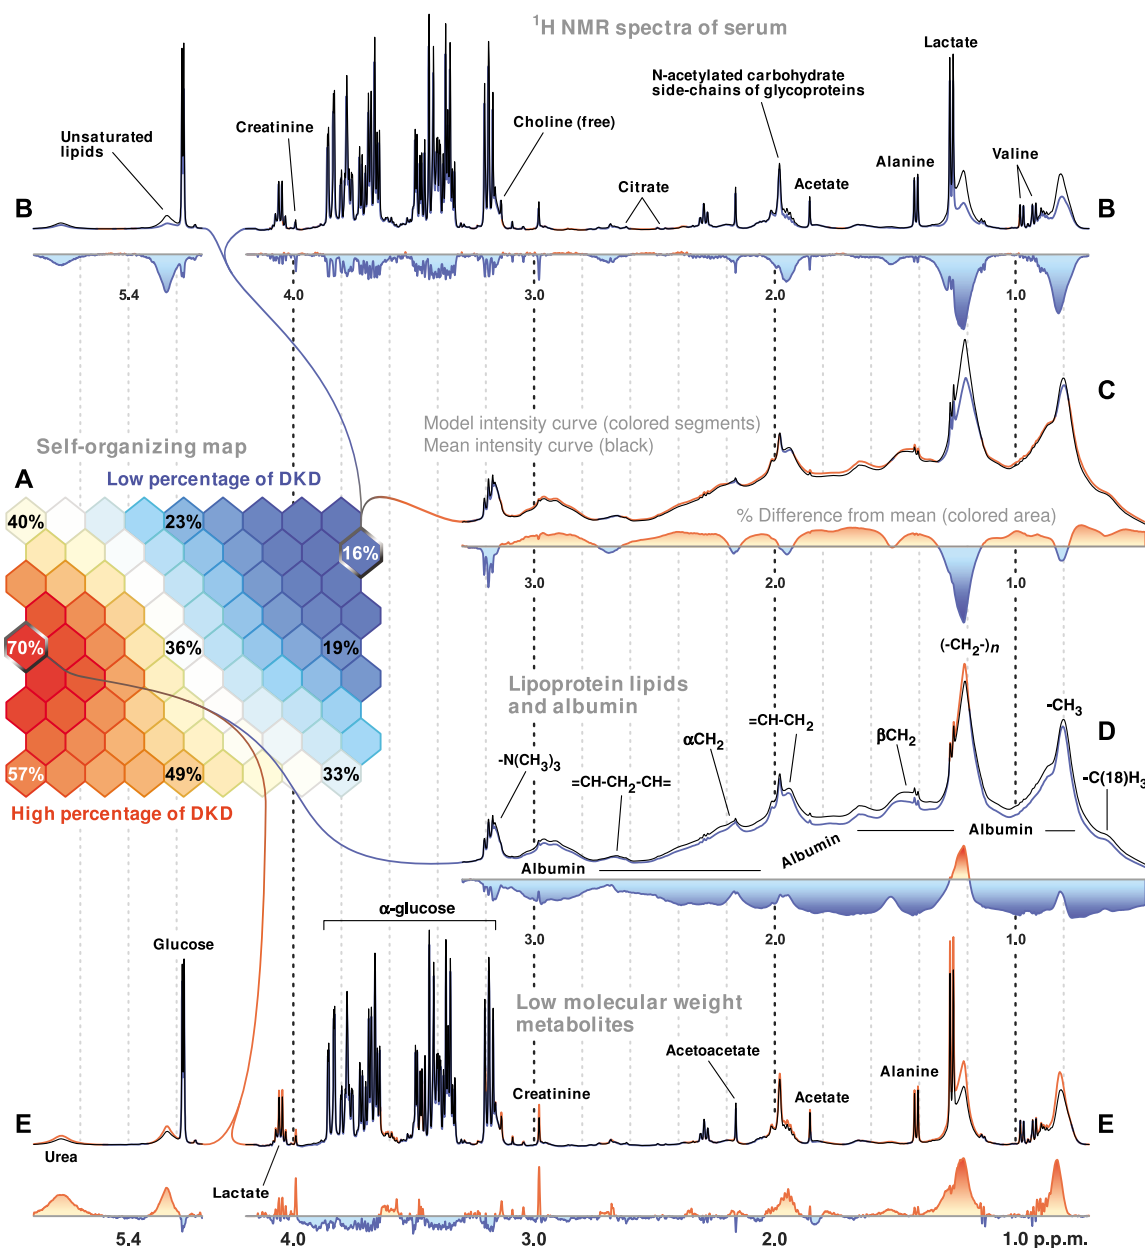 1H NMR spectra of serum
Lactate
N-acetylated carbohydrate
side-chains of glycoproteins
Unsaturated
lipids
Creatinine
Choline (free)
Citrate
Acetate
Alanine
Valine
B
B
5.4
4.0
3.0
2.0
1.0
C
Model intensity curve (colored segments)
Mean intensity curve (black)
Self-organizing map
A
Low percentage of DKD
40%
23%
16%
% Difference from mean (colored area)
3.0
2.0
1.0
70%
36%
19%
57%
49%
33%
High percentage of DKD
Lipoprotein lipids
and albumin
(-CH2-)n
D
-N(CH3)3
=CH-CH2-CH=
αCH2
=CH-CH2
βCH2
-CH3
-C(18)H3
Albumin
Albumin
Albumin
3.0
2.0
1.0
α-glucose
Glucose
Low molecular weight
metabolites
Creatinine
Acetoacetate
Acetate
Alanine
E
E
Urea
Lactate
5.4
4.0
3.0
2.0
1.0 p.p.m.